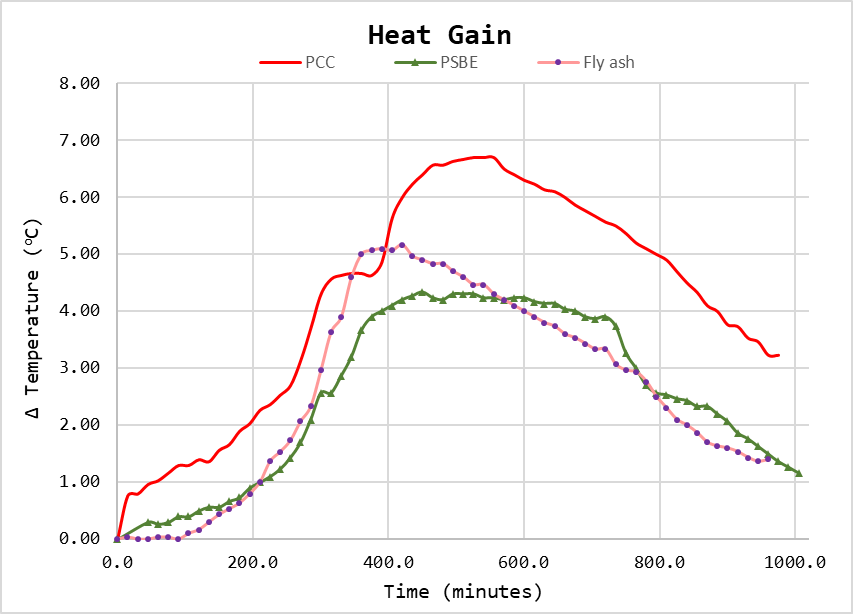 Heat Gain
PCC PSBE Fly ash
8.00
7.00
6.00
5.00
4.00
3.00
2.00
1.00
0.00
Δ Temperature (℃)
0.0 200.0 400.0 600.0 800.0 1000.0
Time (minutes)